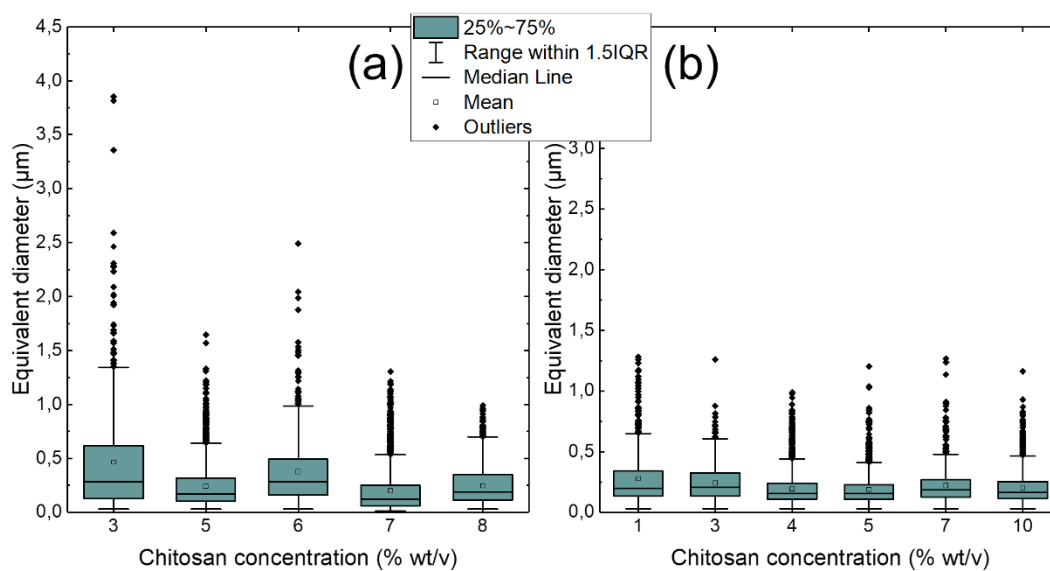 25%~75%
Range within 1.5IQR
Median Line
Mean
Outliers
(a)
Equivalent diameter (µm)
4,5
4,0
3,5
3,0
2,5
2,0
1,5
1,0
0,5
0,0
3 5 6 7 8
Chitosan concentration (% wt/v)
(b)
Equivalent diameter (µm)
3,0
2,5
2,0
1,5
1,0
0,5
0,0
1 3 4 5 7 10
Chitosan concentration (% wt/v)